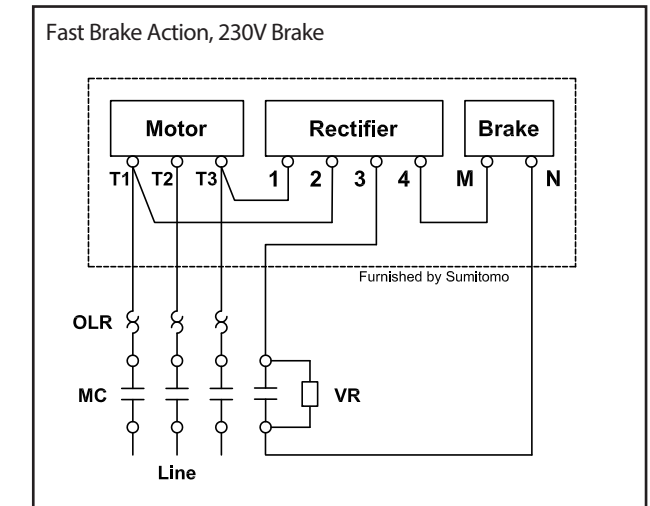 Fast Brake Action, 230V Brake
Motor Rectifier Brake
T1 T2 T3 1 2 3 4 M N
Furnished by Sumitomo
OLR
MC VR
Line